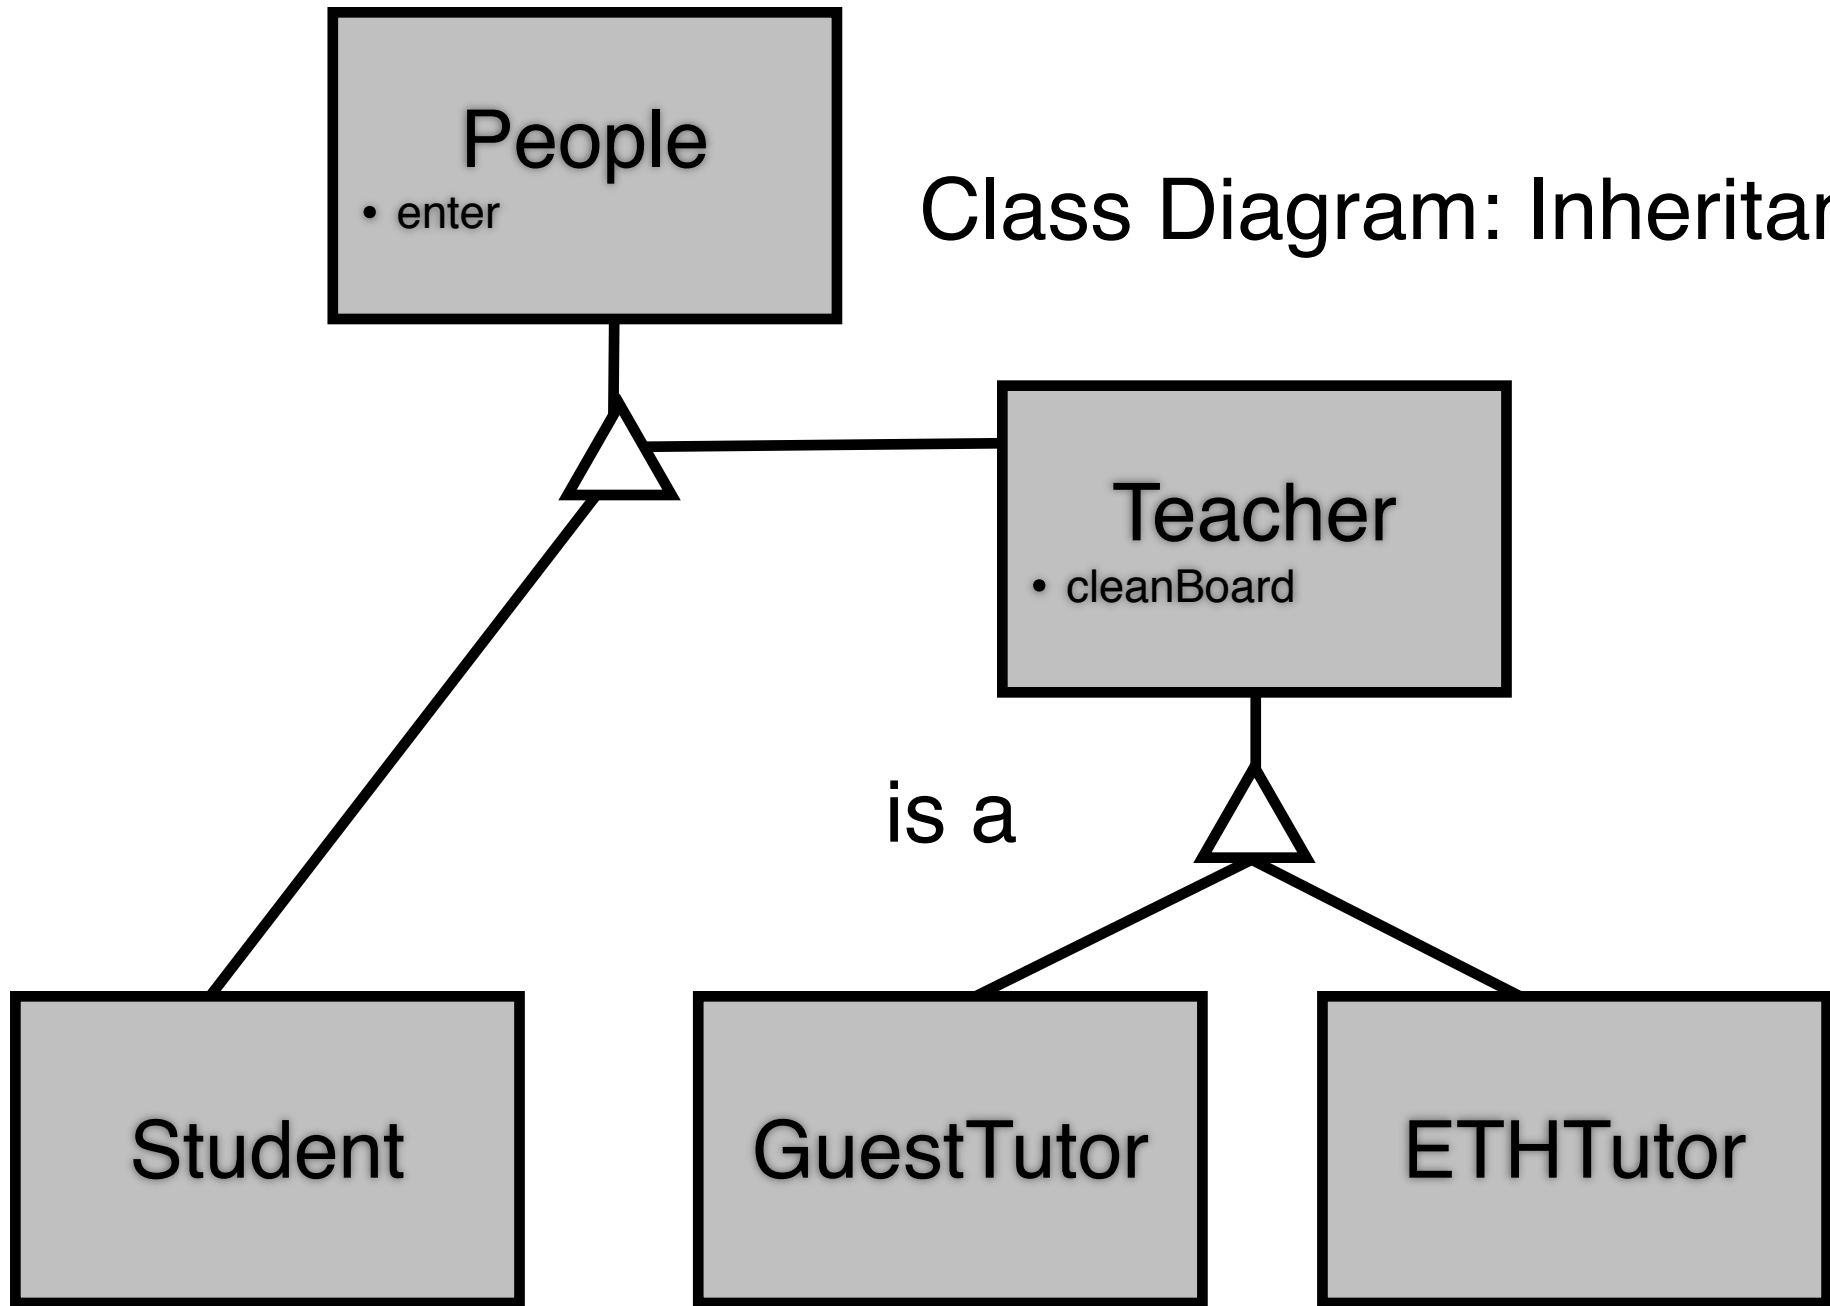 People
• enter
Class Diagram: Inheritan
Teacher
• cleanBoard
is a
Student
GuestTutor
ETHTutor